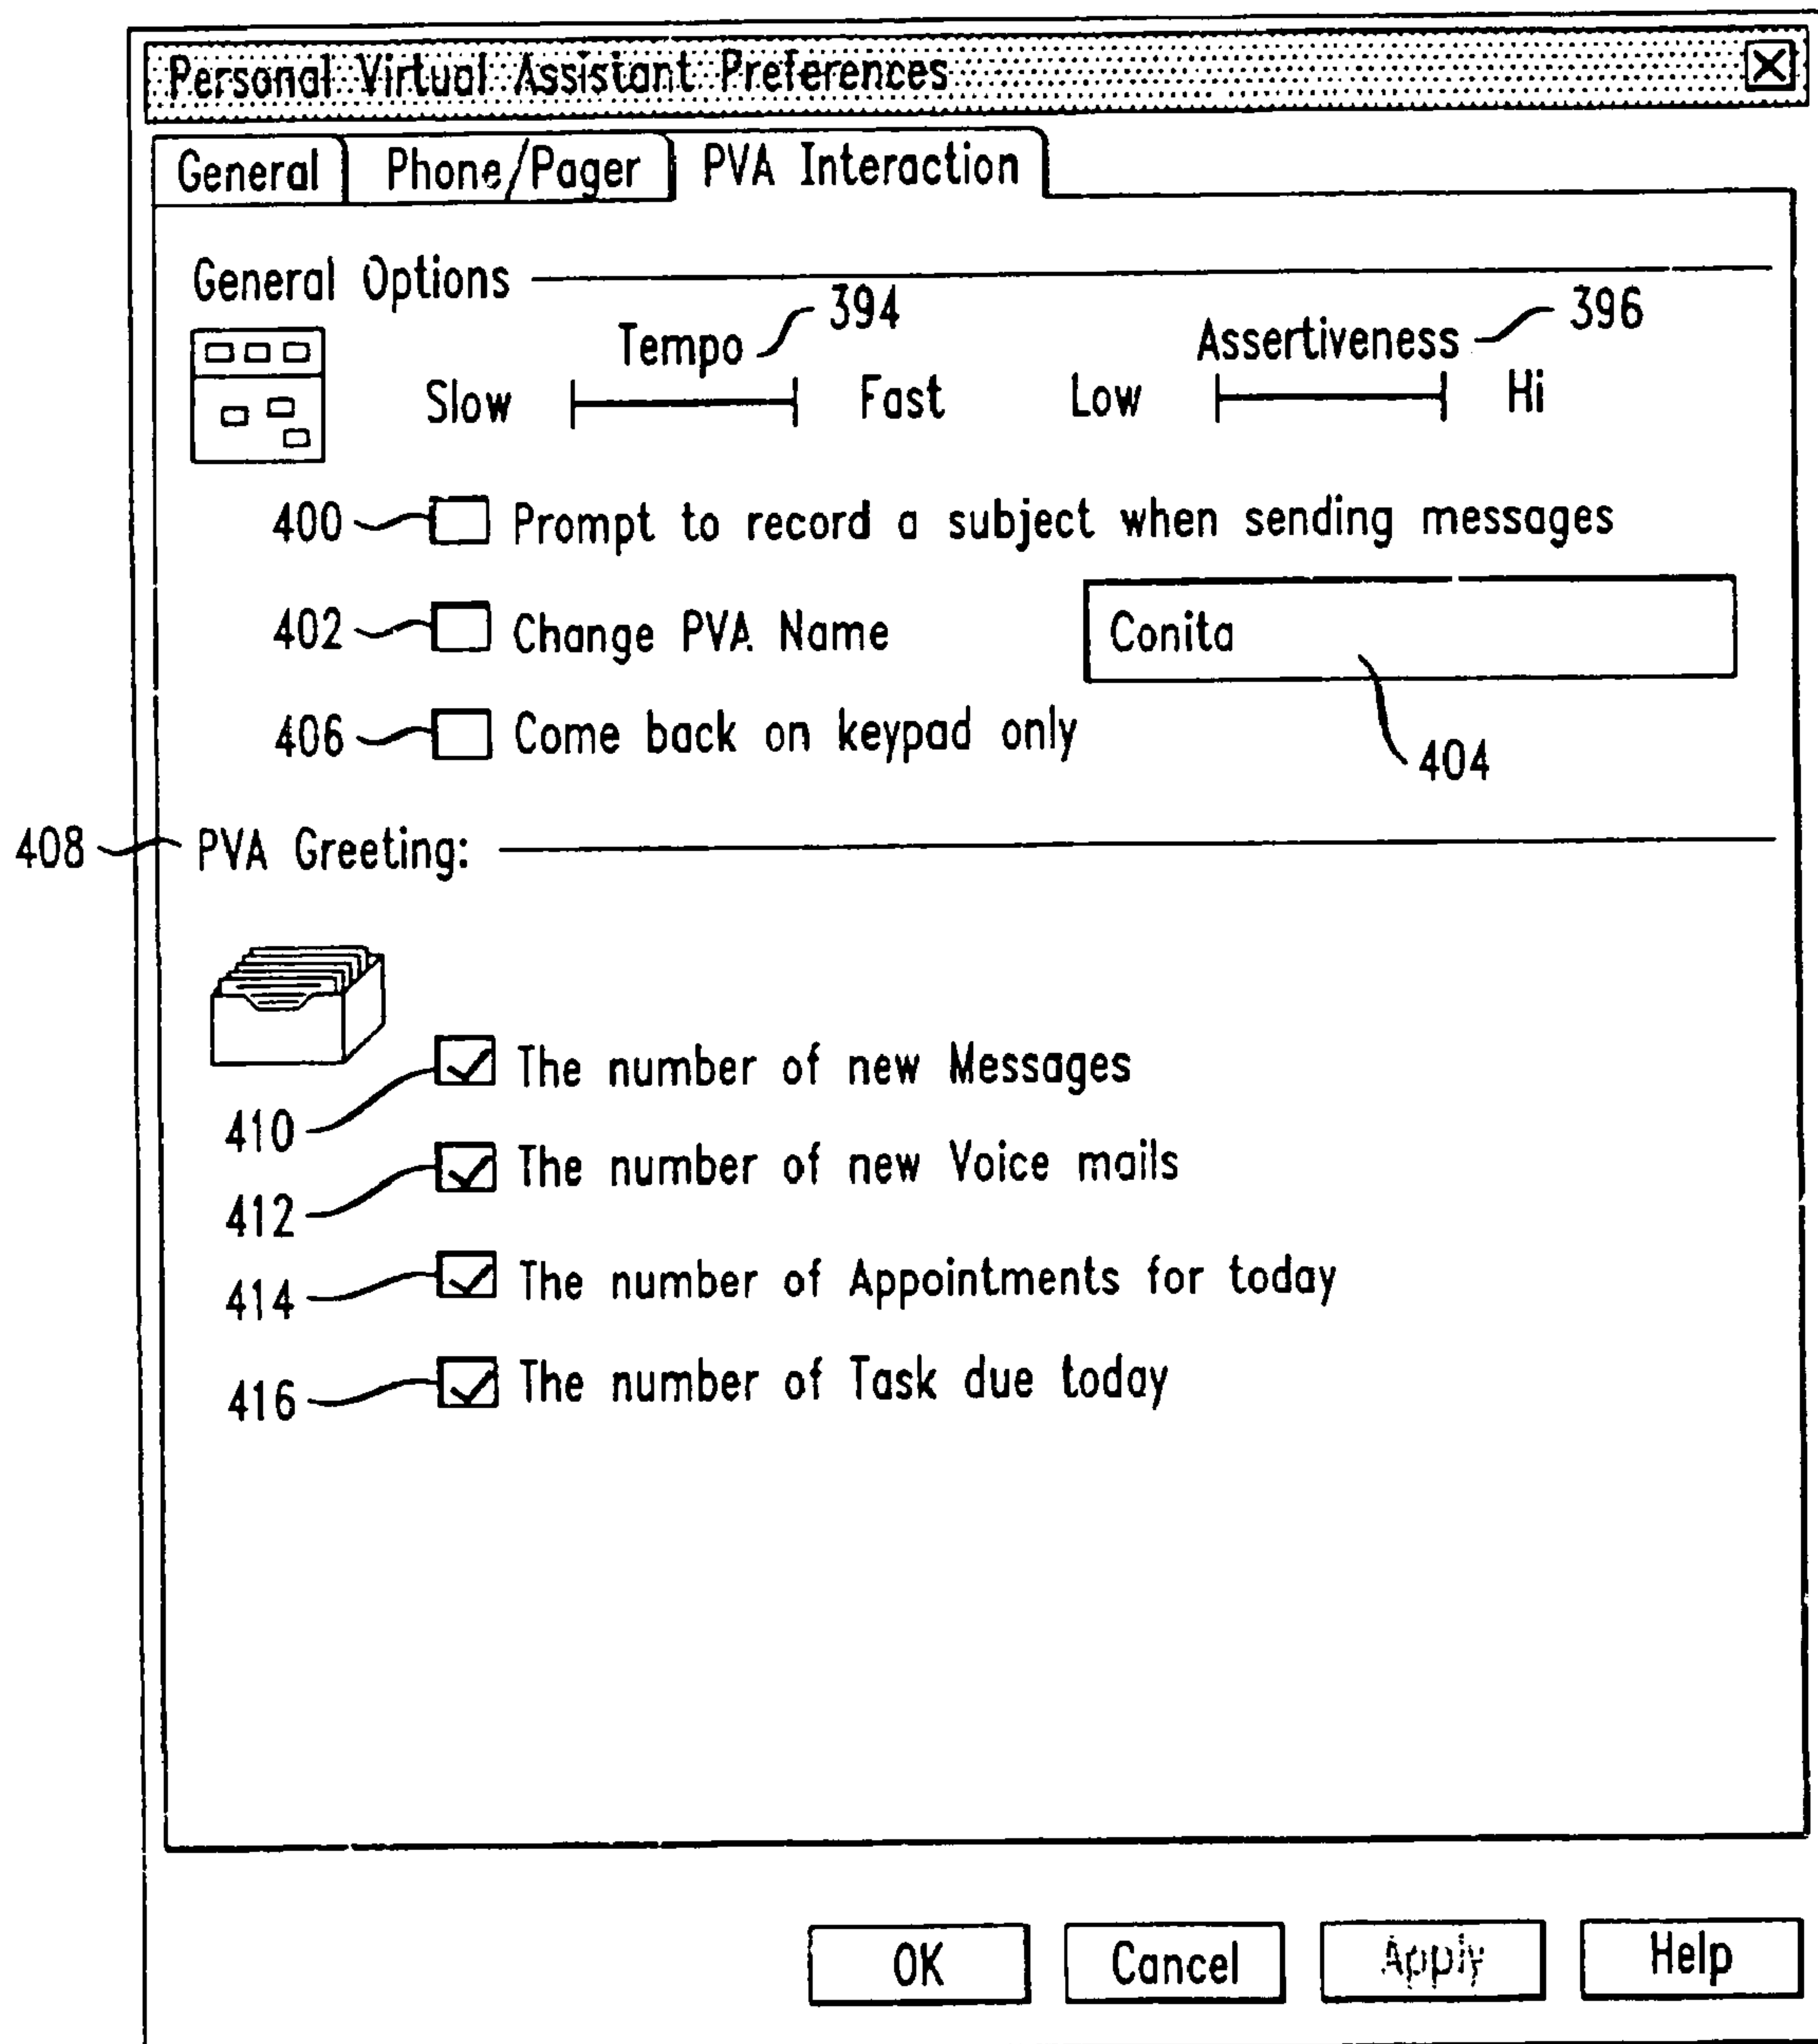 Personal Virtual Assistant Preferences
General Phone/Pager PVA Interaction
General Options
Tempo 394 Assertiveness 396
Slow Fast Low Hi
400 Prompt to record a subject when sending messages
402 Change PVA Name Conita
406 Come back on keypad only
404
408 PVA Greeting:
The number of new Messages
410
The number of new Voice mails
412
The number of Appointments for today
414
The number of Task due today
416
OK Cancel Apply Help